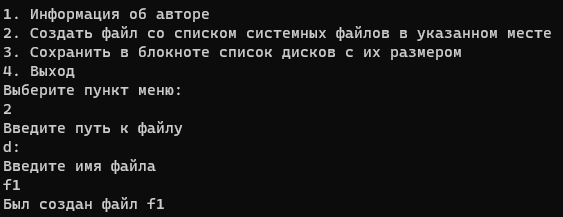 1. Информация об авторе
2. Создать файл со списком системных файлов в указанном месте
3. Сохранить в блокноте список дисков с их размером
4. Выход
Выберите пункт меню:
2
Введите путь к файлу
d:
Введите имя файла
f1
Был создан файл f1